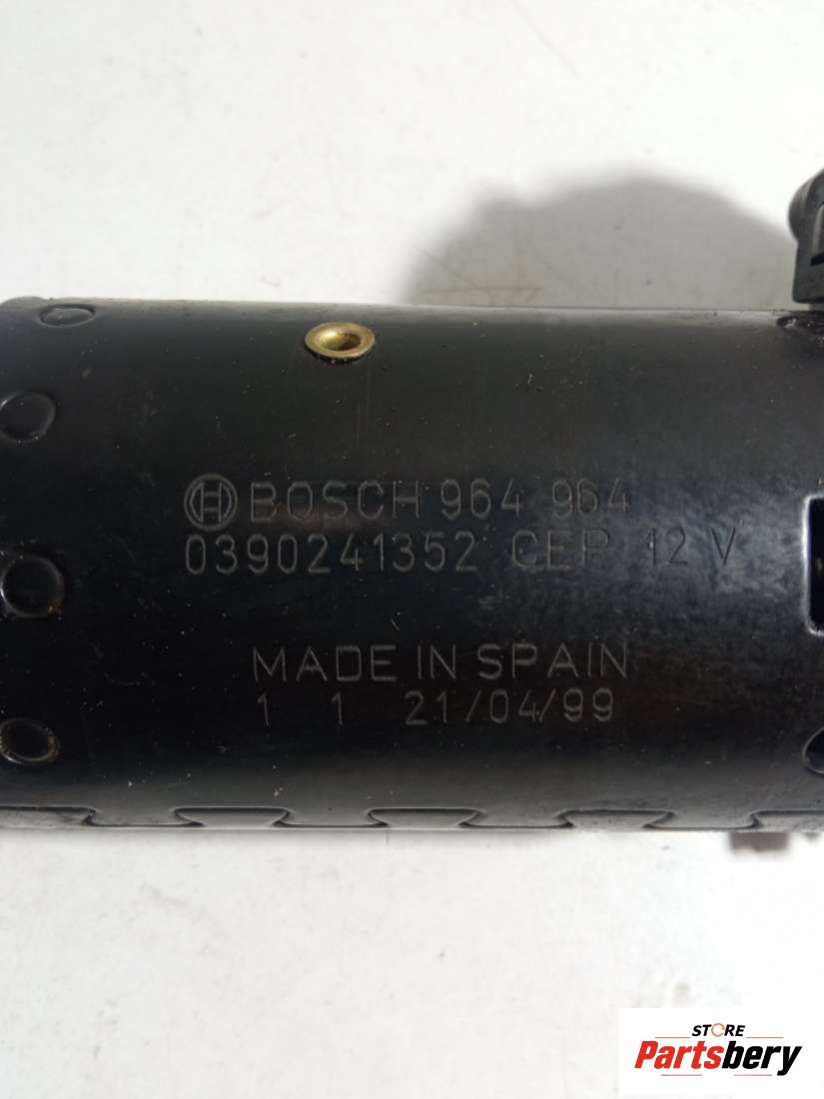 BOSCH 964 964
0390241352 CEP 12 V
MADE IN SPAIN
1 1 21/04/99
STORE
Partsbery